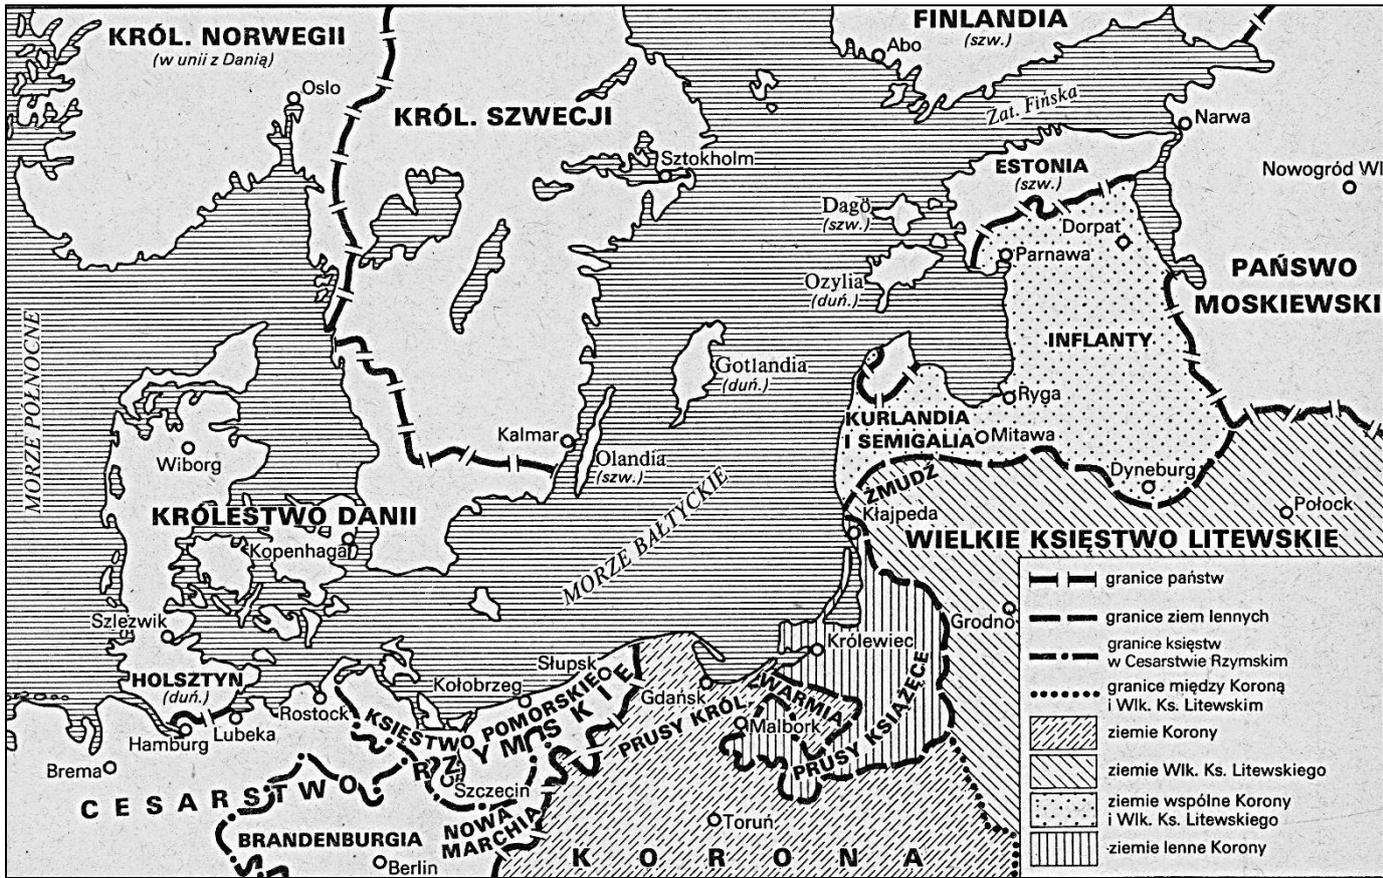 KRÓL. NORWEGII
(w unii z Danią)
Oslo
KRÓL. SZWECJI
Sztokholm
FINLANDIA
(szw.)
Abo
Zat. Fińska
Narwa
Nowogród Wl
ESTONIA
(szw.)
Dagö
(szw.)
Dorpat
Parnawa
Ozylia
(duń.)
PAŃSWO
MOSKIEWSKI
INFLANTY
MORZE PÓŁNOCNE
Gotlandia
(duń.)
Ryga
KURLANDIA
I SEMIGALIA
Mitawa
Kalmar
Olandia
(szw.)
Wiborg
Dyneburg
ŻMUDŹ
Kłajpeda
Połock
KRÓLESTWO DANII
Kopenhaga
MORZE BAŁTYCKIE
WIELKIE KSIĘSTWO LITEWSKIE
Szlezwik
Grodno
Królewiec
HOLSZTYN
(duń.)
Słupsk
Kołobrzeg
Gdańsk
WARMIA
Rostock
Lubeka
Hamburg
KSIĘSTWO POMORSKIE
PRUSY KRÓL.
Malbork
PRUSY KSIĄŻĘCE
Brema
CESARSTWO RZYMSKIE
Szczecin
NOWA
MARCHIA
BRANDENBURGIA
Berlin
Toruń
KORONA
granice państw
granice ziem lennych
granice księstw
w Cesarstwie Rzymskim
granice między Koroną
i Wlk. Ks. Litewskim
ziemie Korony
ziemie Wlk. Ks. Litewskiego
ziemie wspólne Korony
i Wlk. Ks. Litewskiego
ziemie lenne Korony